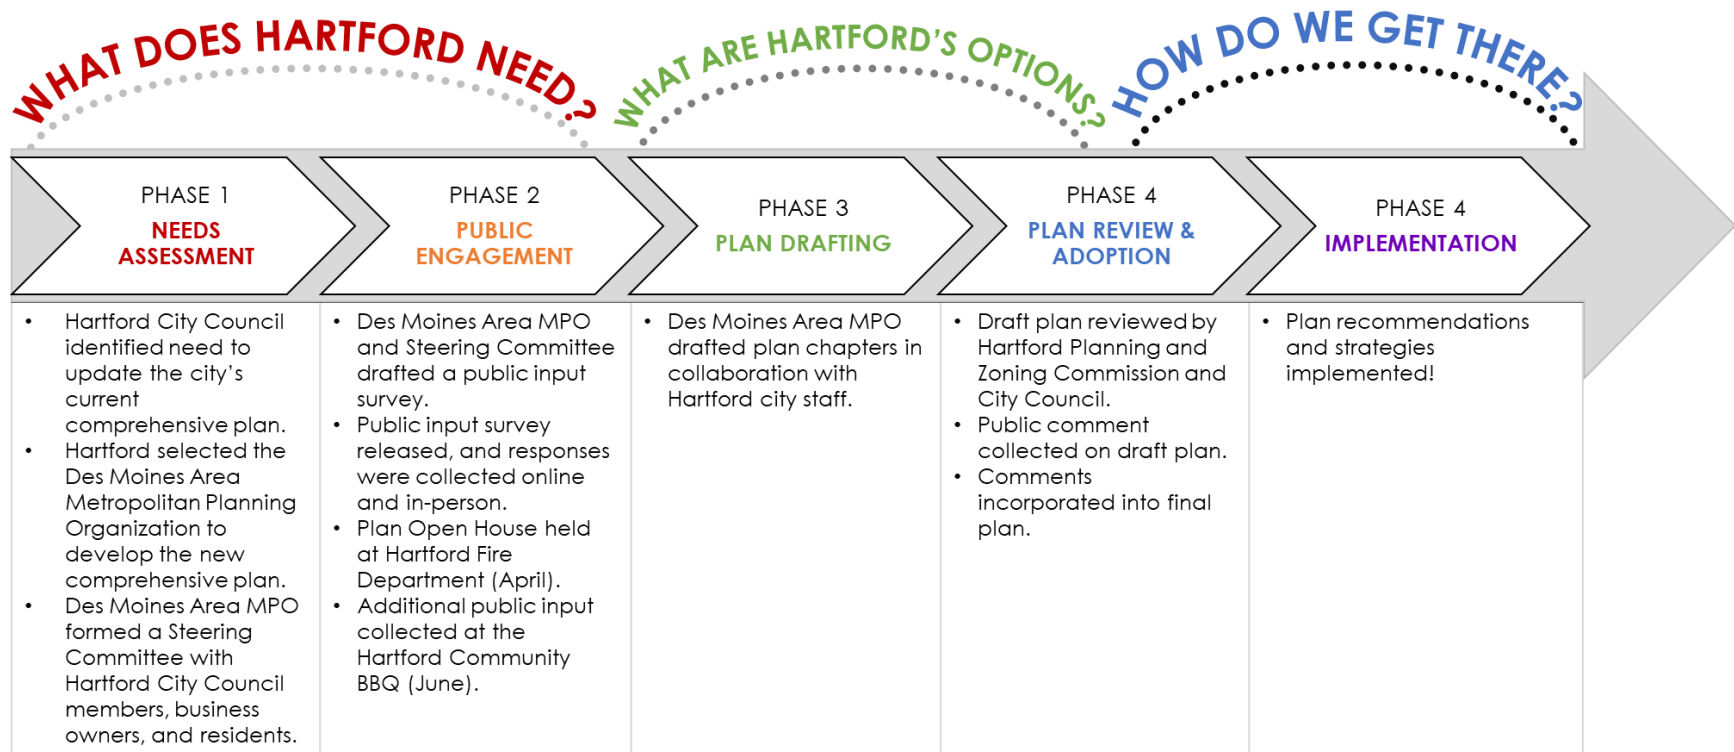 WHAT DOES HARTFORD NEED?
WHAT ARE HARTFORD'S OPTIONS?
HOW DO WE GET THERE?
PHASE 1
NEEDS
ASSESSMENT
PHASE 2
PUBLIC
ENGAGEMENT
PHASE 3
PLAN DRAFTING
PHASE 4
PLAN REVIEW &
ADOPTION
PHASE 4
IMPLEMENTATION
• Hartford City Council
identified need to
update the city's
current
comprehensive plan.
• Hartford selected the
Des Moines Area
Metropolitan Planning
Organization to
develop the new
comprehensive plan.
• Des Moines Area MPO
formed a Steering
Committee with
Hartford City Council
members, business
owners, and residents.
• Des Moines Area MPO
and Steering Committee
drafted a public input
survey.
• Public input survey
released, and responses
were collected online
and in-person.
• Plan Open House held
at Hartford Fire
Department (April).
• Additional public input
collected at the
Hartford Community
BBQ (June).
• Des Moines Area MPO
drafted plan chapters in
collaboration with
Hartford city staff.
• Draft plan reviewed by
Hartford Planning and
Zoning Commission and
City Council.
• Public comment
collected on draft plan.
• Comments
incorporated into final
plan.
• Plan recommendations
and strategies
implemented!